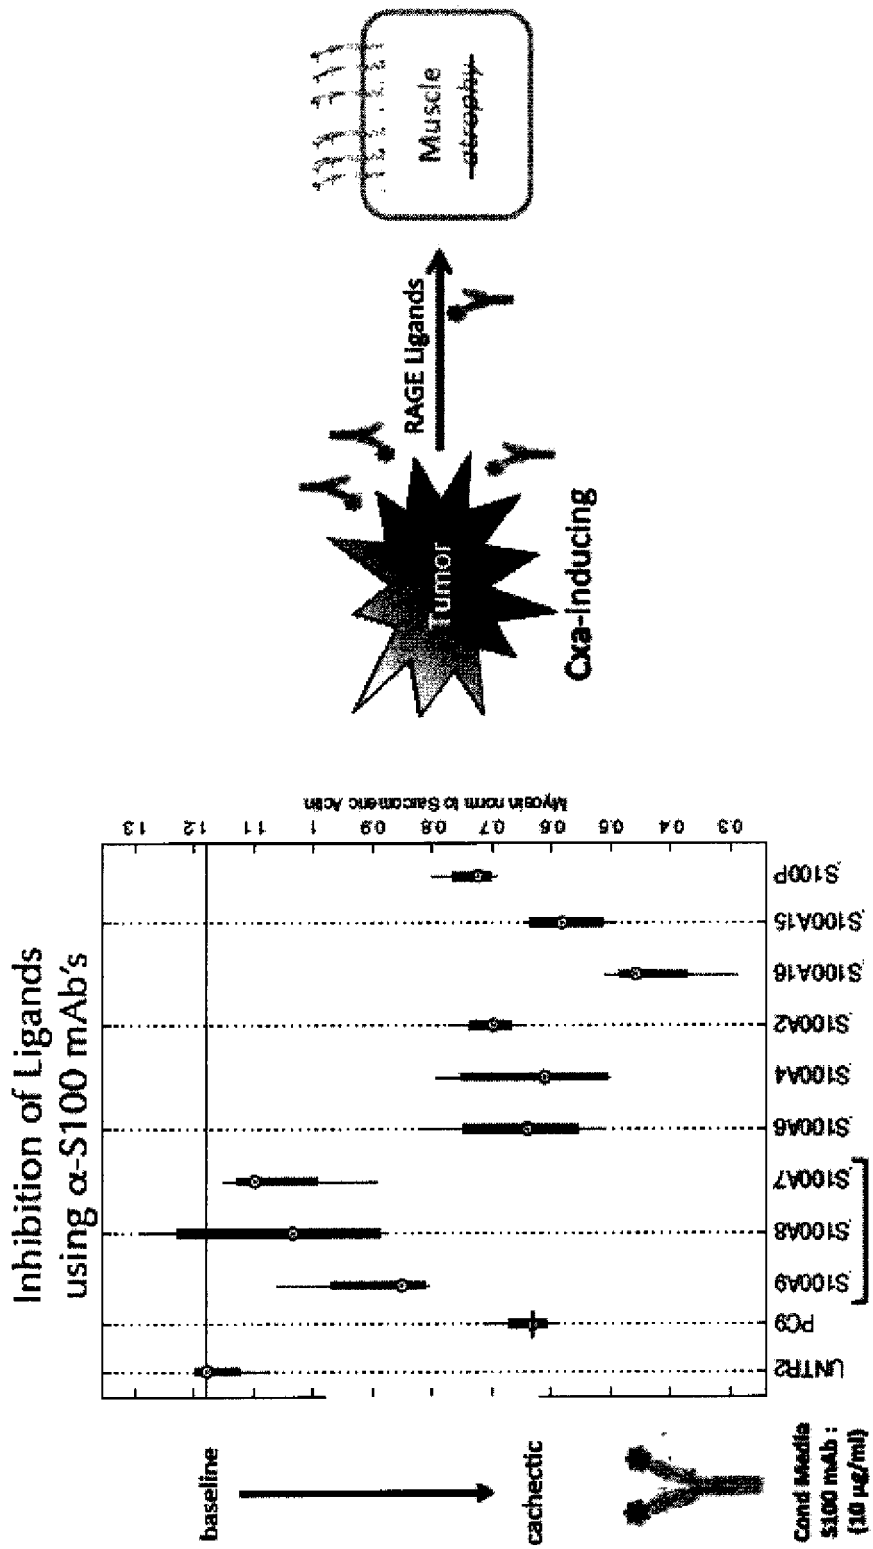 Inhibition of Ligands
using α-S100 mAb's
baseline
cachectic
1.3
1.2
1.1
1
0.9
0.8
0.7
0.6
0.5
0.4
0.3
Myosin norm to Sarcomeric Actin
UNTR2
PC9
.S100A9
.S100A8
.S100A7
.S100A6
.S100A4
.S100A2
.S100A16
.S100A15
.S100P
Cond Media
S100 mAb :
(10 µg/ml)
Tumor
Cxa-Inducing
RAGE Ligands
Muscle
atrophy